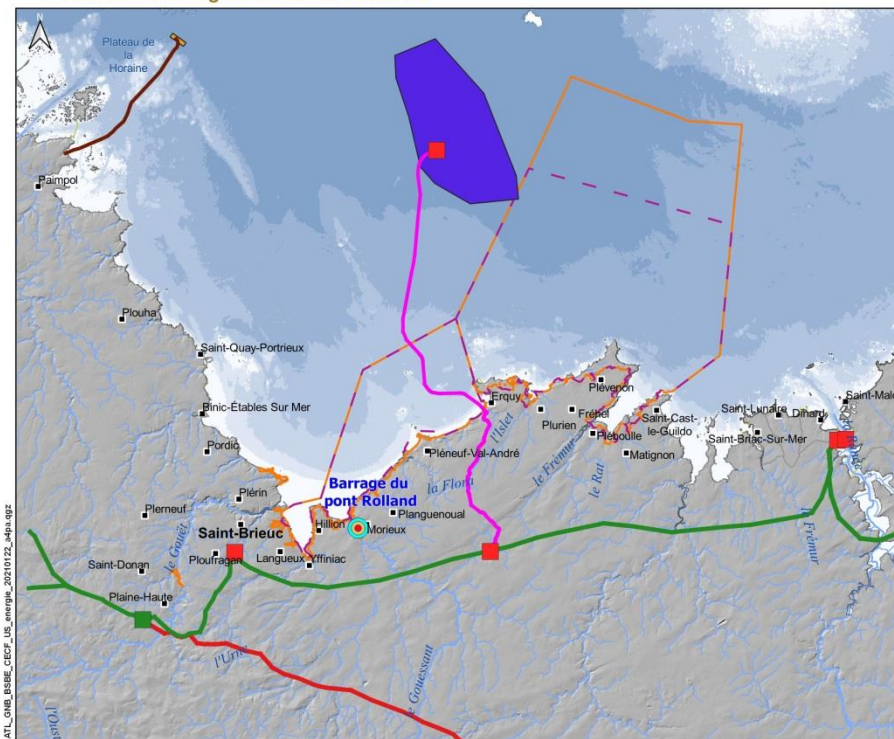 N
Plateau de
la
Horaine
Paimpol
Plouha
Saint-Quay-Portrieux
Binic-Étables Sur Mer
Pordic
Plérin
Plerneuf
Saint-Brieuc
le Gouët
Saint-Donan
Ploufragan
Langueux
Yffiniac
Hillion
Plaine-Haute
Barrage du
pont Rolland
Morieux
Planguenoual
la Flora
Pléneuf-Val-André
Erquy
l'Islet
Plurien
Fréhel
Plévenon
Pléboulle
Matignon
le Frémur
le Rat
Saint-Cast-
le-Guildo
Saint-Lunaire
Dinard
Saint-Malo
Saint-Briac-Sur-Mer
le Frémur
l'Urne
le Gouessant
ATL_GNB_BSBE_CECF_US_energie_20210122_a4pa.qgz